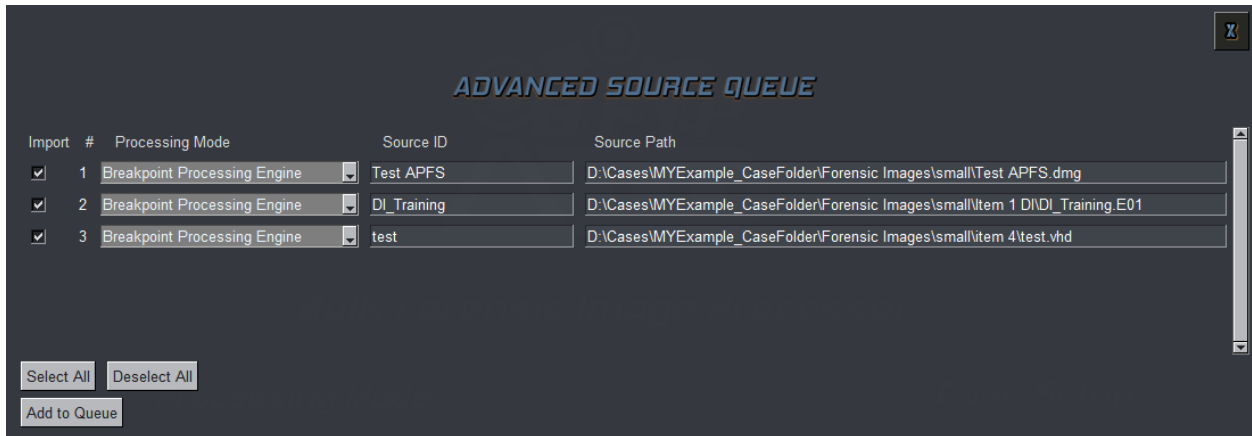 X
ADVANCED SOURCE QUEUE
Import # Processing Mode Source ID Source Path
1 Breakpoint Processing Engine Test APFS D:\Cases\MYExample_CaseFolder\Forensic Images\small\Test APFS.dmg
2 Breakpoint Processing Engine DI_Training D:\Cases\MYExample_CaseFolder\Forensic Images\small\Item 1 DI\DI_Training.E01
3 Breakpoint Processing Engine test D:\Cases\MYExample_CaseFolder\Forensic Images\small\item 4\test.vhd
Select All Deselect All
Add to Queue